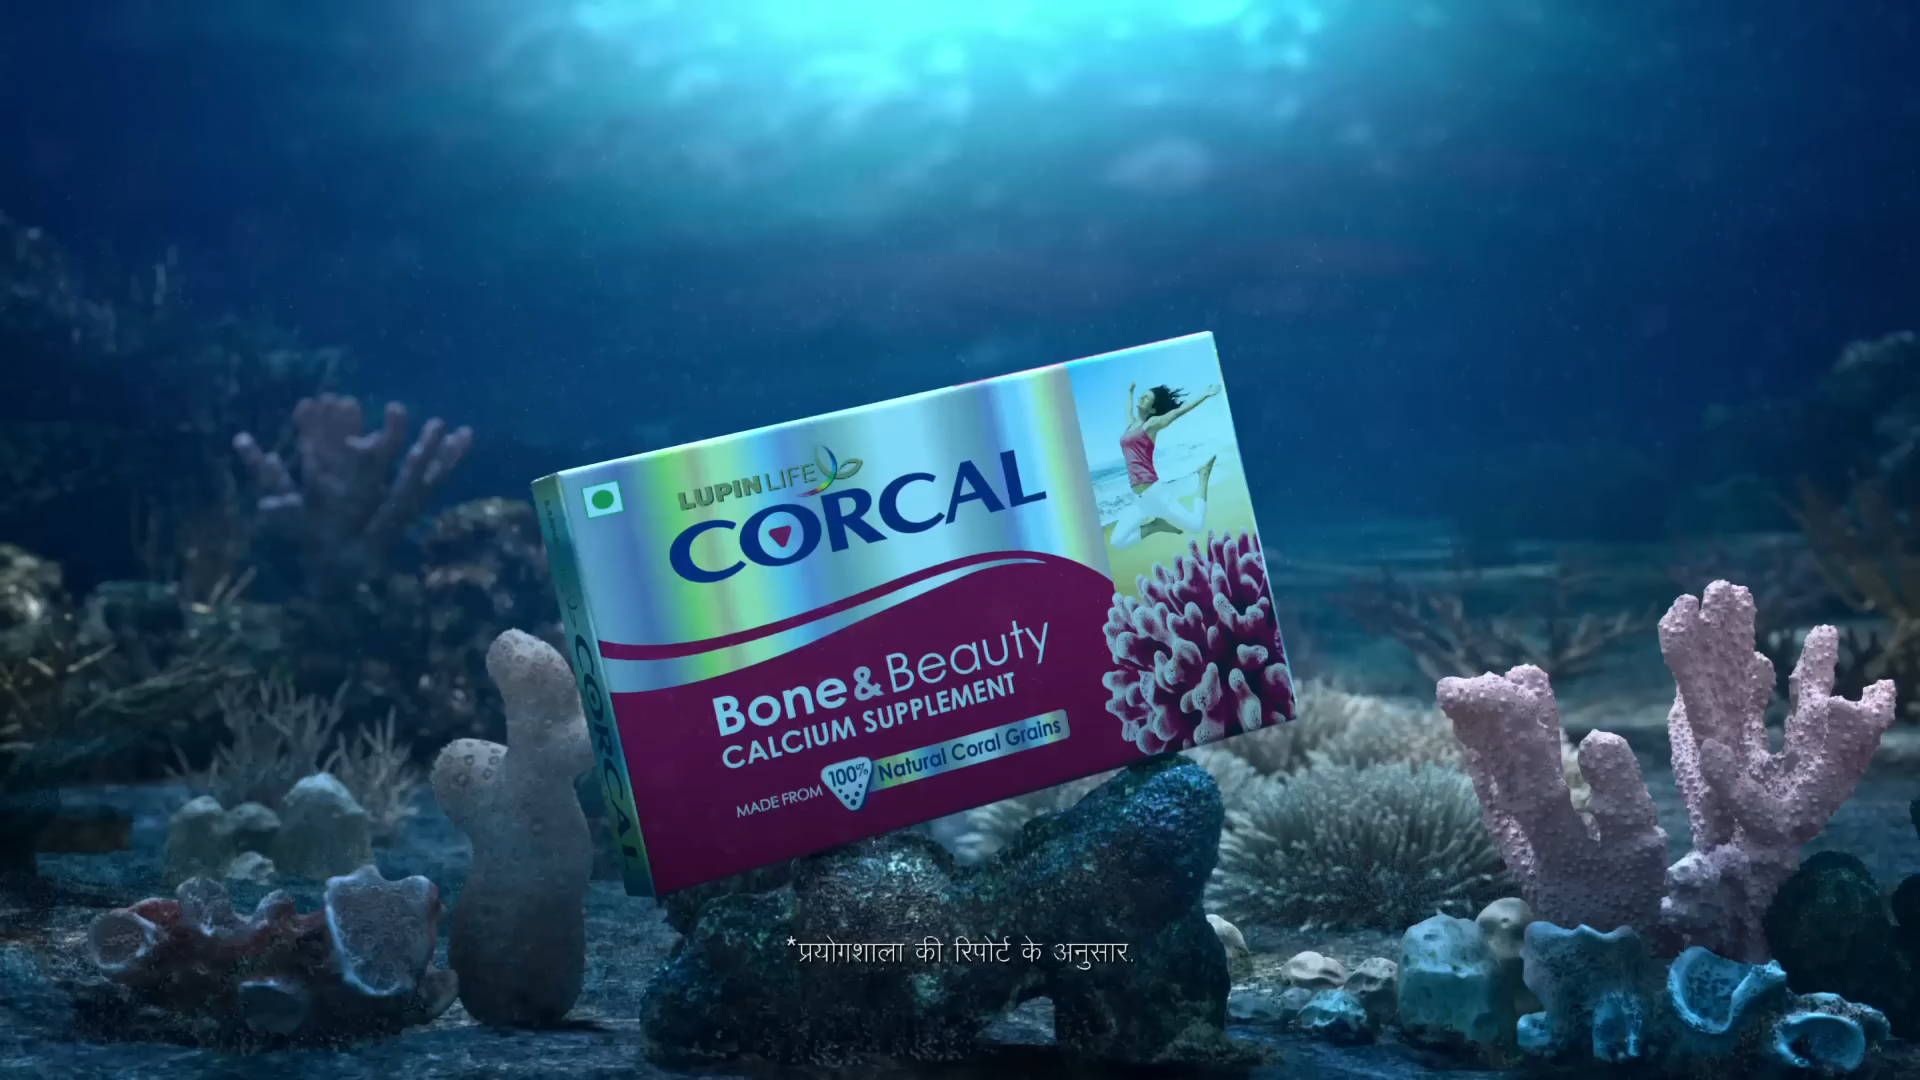 LUPIN LIFE
CORCAL
Bone & Beauty
CALCIUM SUPPLEMENT
MADE FROM 100% Natural Coral Grains
CORCAL
*प्रयोगशाला की रिपोर्ट के अनुसार.